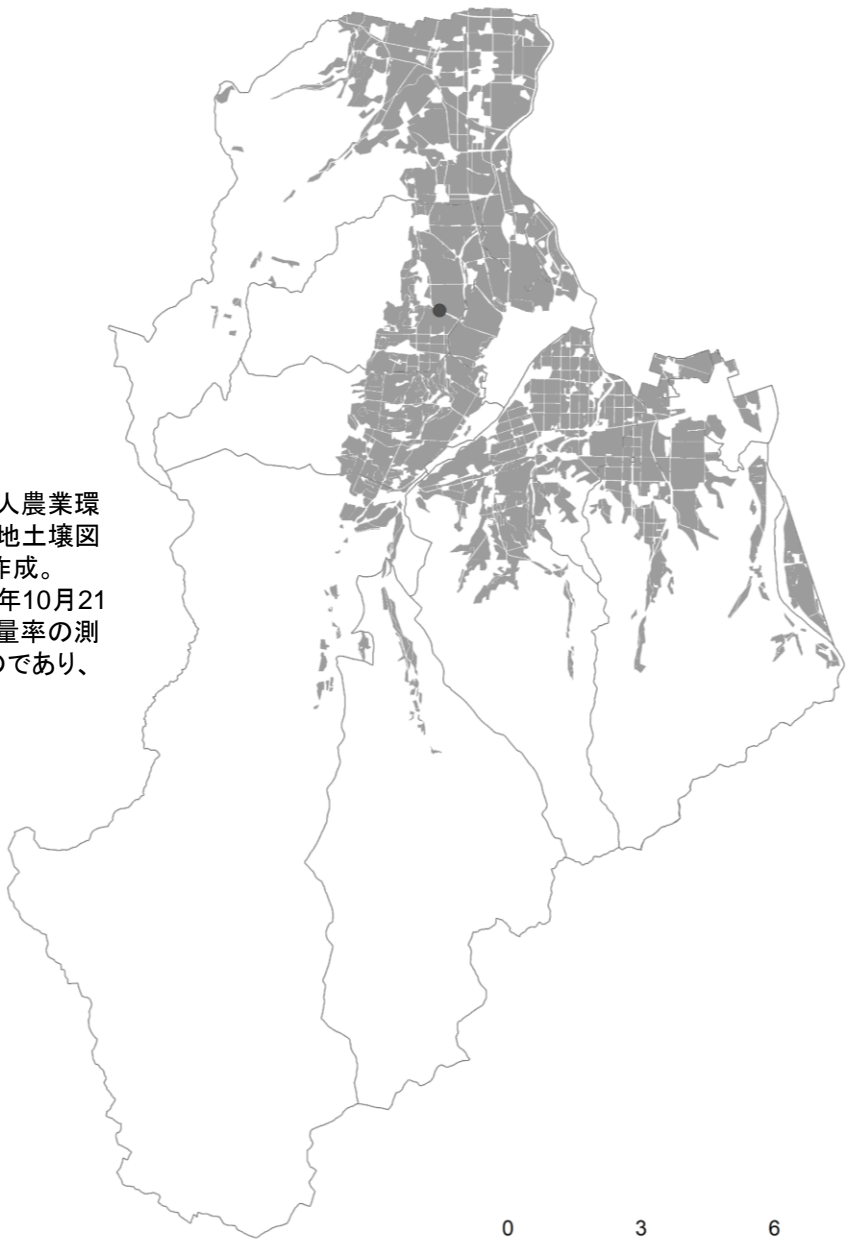 人農業環
地土壌図
作成。
年10月21
量率の測
のであり、
0 3 6